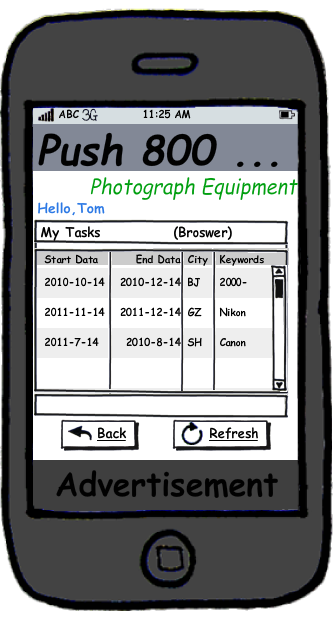 ABC 3G 11:25 AM
Push 800 ...
Photograph Equipment
Hello,Tom
My Tasks (Broswer)
Start Data End Data City Keywords
2010-10-14 2010-12-14 BJ 2000-
2011-11-14 2011-12-14 GZ Nikon
2011-7-14 2010-8-14 SH Canon
Back Refresh
Advertisement